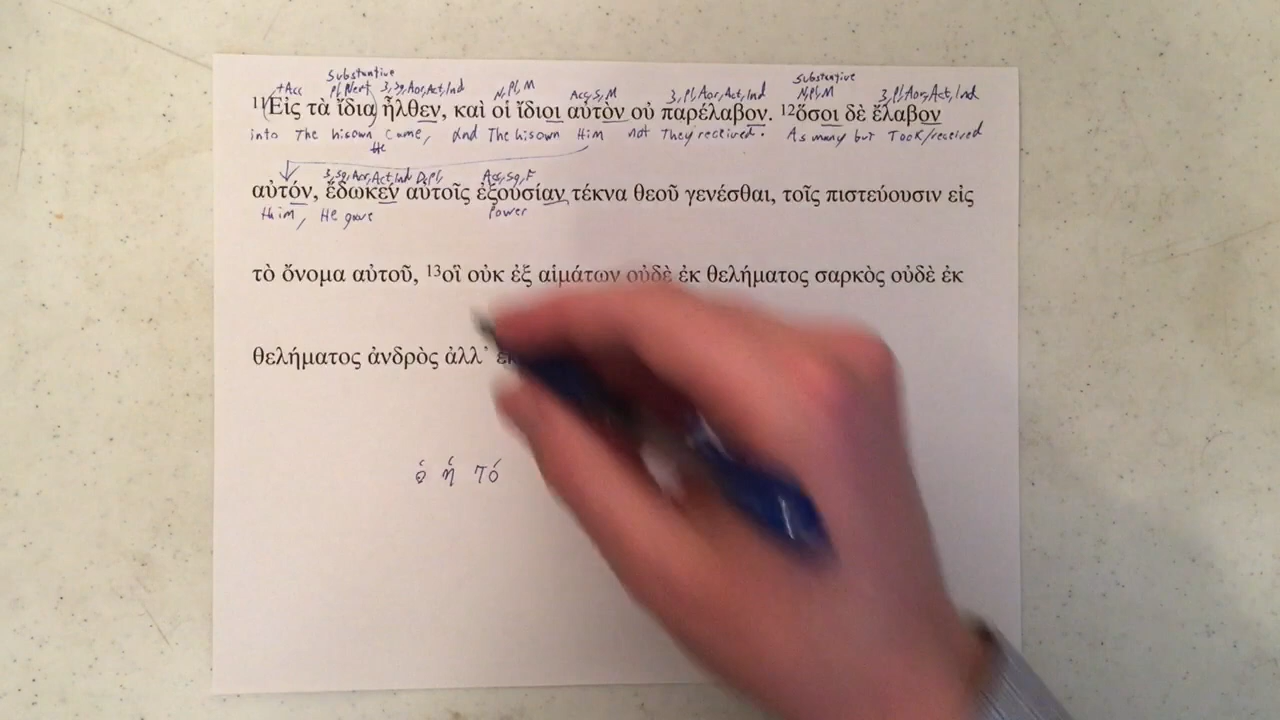 +Acc Substantive Pl, Neut 3, Sg, Aor, Act, Ind N, Pl, M Acc, S, M 3, Pl, Aor, Act, Ind Substantive N, Pl, M 3, Pl, Aor, Act, Ind
11Εἰς τὰ ἴδια ἦλθεν, καὶ οἱ ἴδιοι αὐτὸν οὐ παρέλαβον. 12ὅσοι δὲ ἔλαβον
into The his own Came, and The his own Him not They received. As many but Took/received
He
3, Sg, Aor, Act, Ind D, Pl, Acc, Sg, F
αὐτόν, ἔδωκεν αὐτοῖς ἐξουσίαν τέκνα θεοῦ γενέσθαι, τοῖς πιστεύουσιν εἰς
Him, He gave Power
τὸ ὄνομα αὐτοῦ, 13οἳ οὐκ ἐξ αἱμάτων οὐδὲ ἐκ θελήματος σαρκὸς οὐδὲ ἐκ
θελήματος ἀνδρὸς ἀλλ’
ὁ ἡ τό